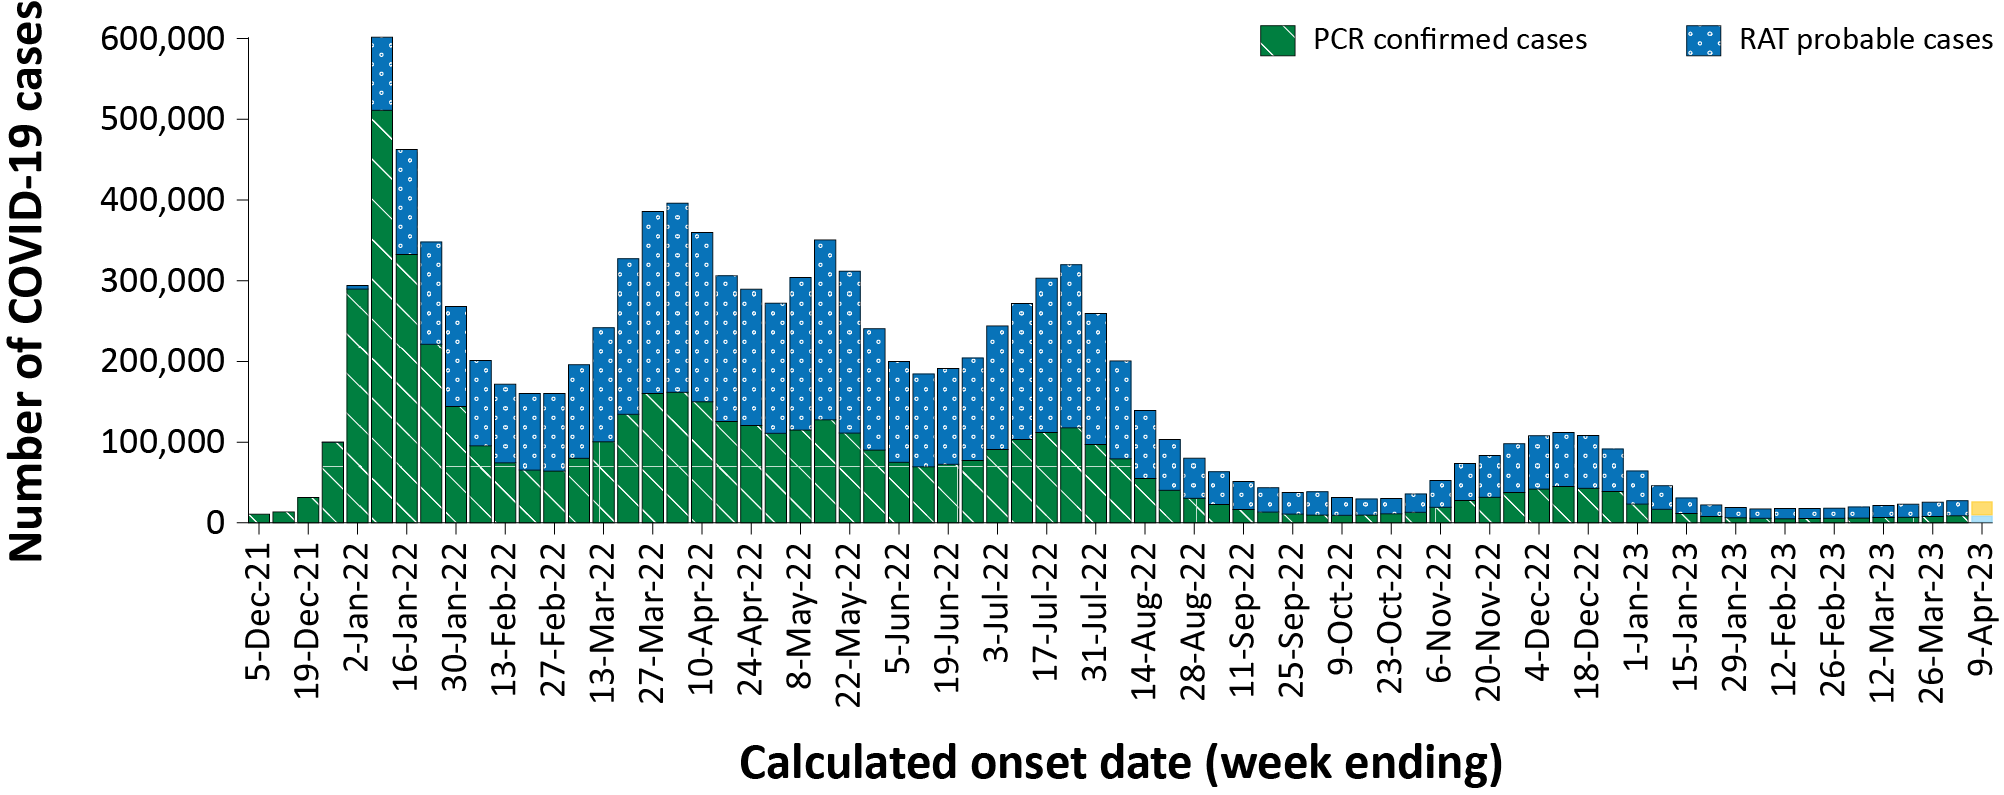 Number of COVID-19 cases
600,000
500,000
400,000
300,000
200,000
100,000
0
PCR confirmed cases
RAT probable cases
5-Dec-21
19-Dec-21
2-Jan-22
16-Jan-22
30-Jan-22
13-Feb-22
27-Feb-22
13-Mar-22
27-Mar-22
10-Apr-22
24-Apr-22
8-May-22
22-May-22
5-Jun-22
19-Jun-22
3-Jul-22
17-Jul-22
31-Jul-22
14-Aug-22
28-Aug-22
11-Sep-22
25-Sep-22
9-Oct-22
23-Oct-22
6-Nov-22
20-Nov-22
4-Dec-22
18-Dec-22
1-Jan-23
15-Jan-23
29-Jan-23
12-Feb-23
26-Feb-23
12-Mar-23
26-Mar-23
9-Apr-23
Calculated onset date (week ending)